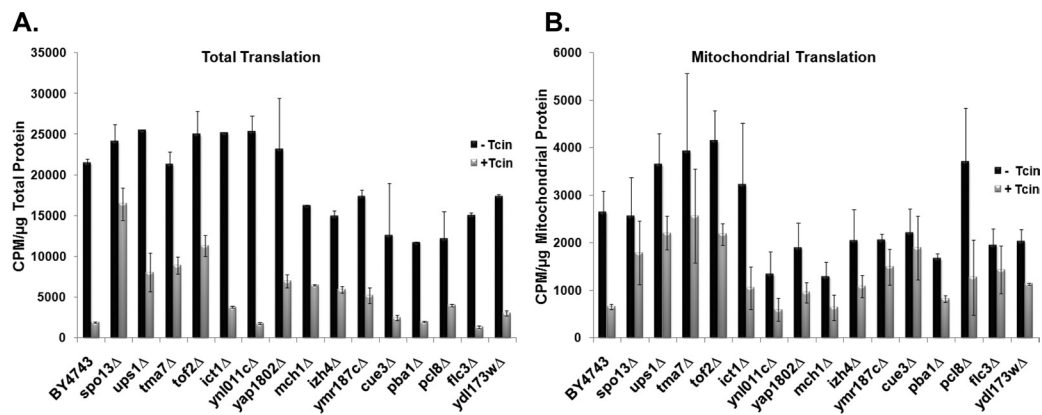 A.
Total Translation
35000
30000
25000
20000
15000
10000
5000
0
CPM/µg Total Protein
- Tcin
+Tcin
BY4743
spo13Δ
ups1Δ
tma7Δ
tof2Δ
ict1Δ
ynl011cΔ
yap1802Δ
mch1Δ
izh4Δ
ymr187cΔ
cue3Δ
pba1Δ
pcl8Δ
flc3Δ
ydl173wΔ
B.
Mitochondrial Translation
6000
5000
4000
3000
2000
1000
0
CPM/µg Mitochondrial Protein
- Tcin
+Tcin
BY4743
spo13Δ
ups1Δ
tma7Δ
tof2Δ
ict1Δ
ynl011cΔ
yap1802Δ
mch1Δ
izh4Δ
ymr187cΔ
cue3Δ
pba1Δ
pcl8Δ
flc3Δ
ydl173wΔ